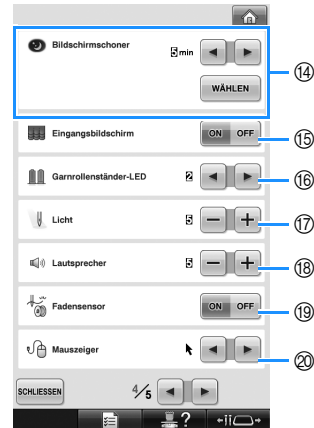 Bildschirmschoner 5 min ⑭
WÄHLEN
Eingangsbildschirm ON OFF ⑮
Garnrollenständer-LED 2 ⑯
Licht 5 − + ⑰
Lautsprecher 5 − + ⑱
Fadensensor ON OFF ⑲
Mauszeiger ⑳
SCHLIESSEN 4/5
?